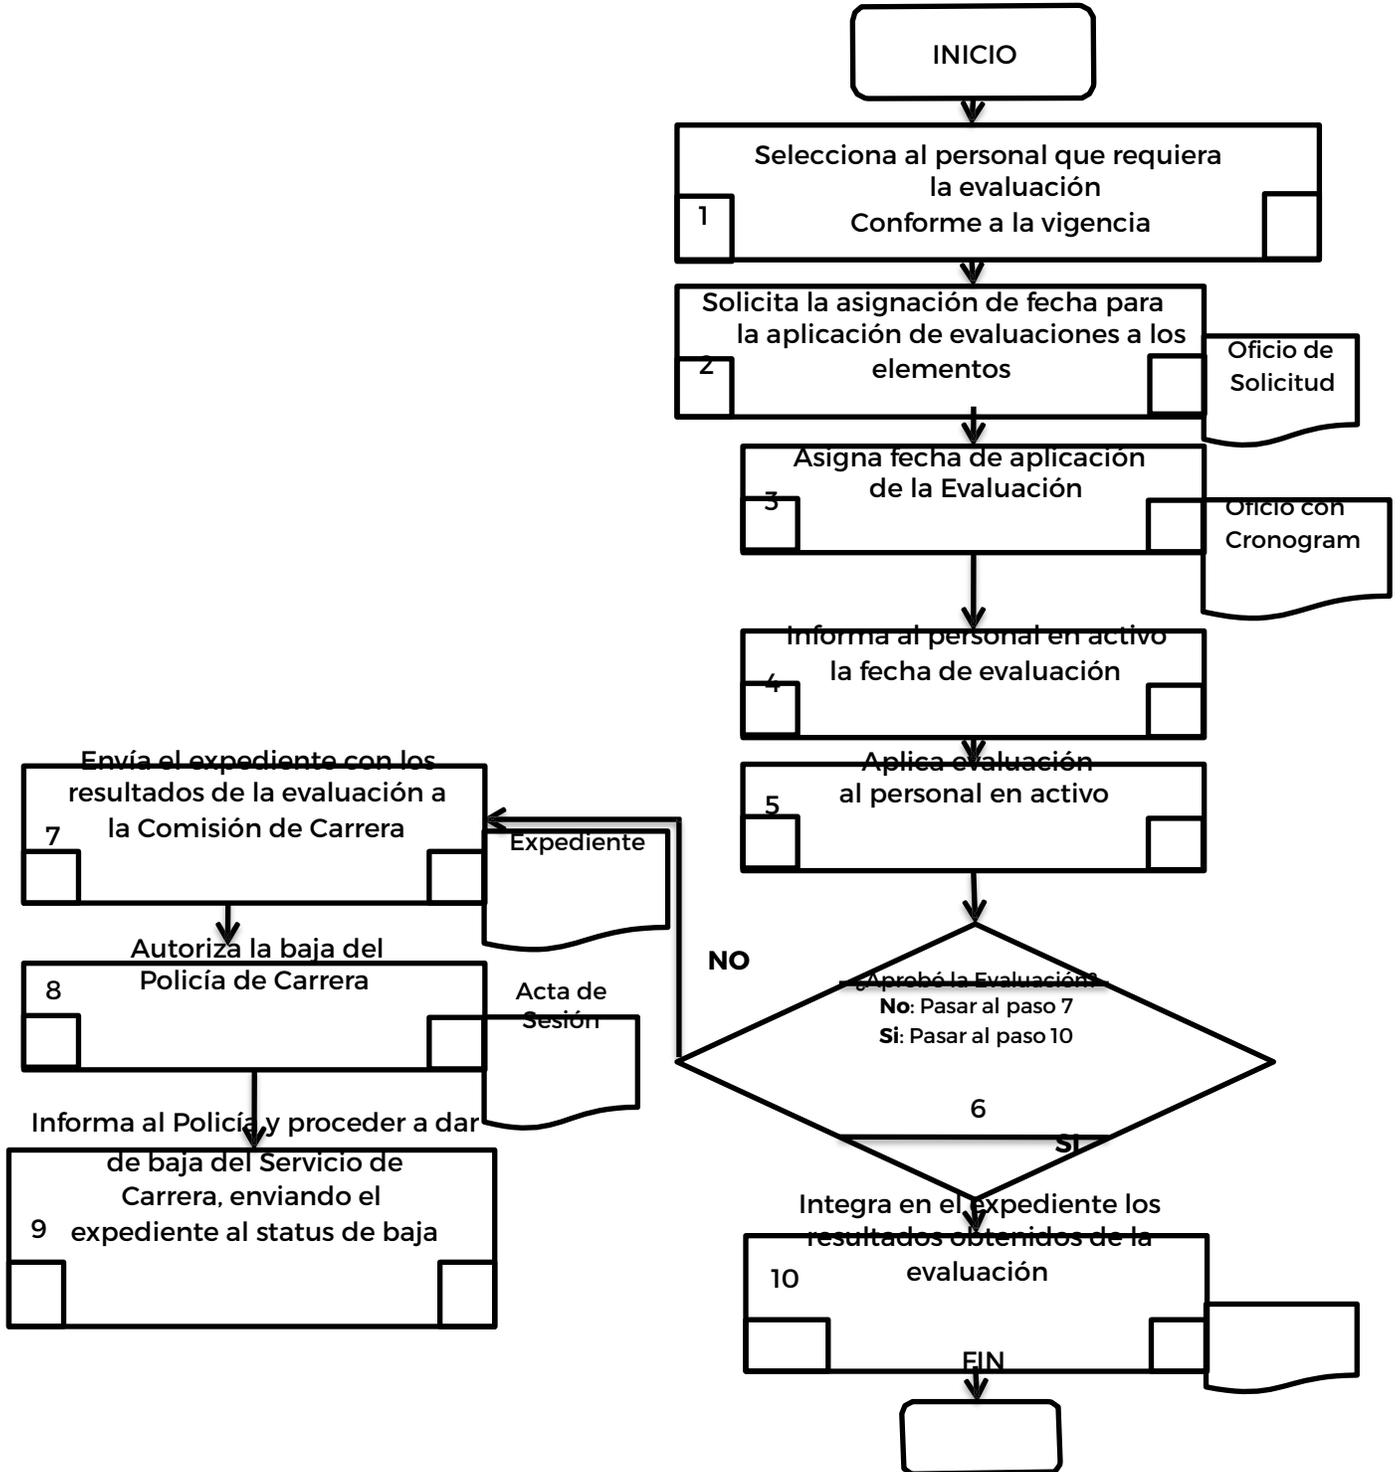 INICIO
Selecciona al personal que requiera
la evaluación
Conforme a la vigencia
1
Solicita la asignación de fecha para
la aplicación de evaluaciones a los
elementos
2
Oficio de
Solicitud
Asigna fecha de aplicación
de la Evaluación
3
Oficio con
Cronogram
Informa al personal en activo
la fecha de evaluación
4
Aplica evaluación
al personal en activo
5
¿Aprobó la Evaluación?
No: Pasar al paso 7
Si: Pasar al paso 10
6
NO
SI
Envía el expediente con los
resultados de la evaluación a
la Comisión de Carrera
7
Expediente
Autoriza la baja del
Policía de Carrera
8
Acta de
Sesión
Informa al Policía y proceder a dar
de baja del Servicio de
Carrera, enviando el
expediente al status de baja
9
Integra en el expediente los
resultados obtenidos de la
evaluación
10
FIN